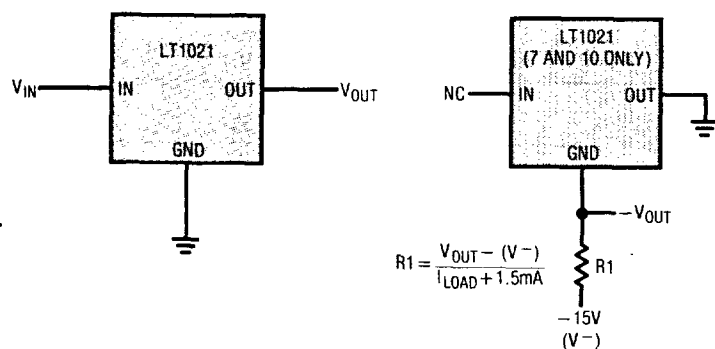 LT1021
V_IN
IN
OUT
V_OUT
GND
LT1021
(7 AND 10 ONLY)
NC
IN
OUT
GND
−V_OUT
R1 = V_OUT − (V⁻) / I_LOAD + 1.5mA
R1
−15V
(V⁻)